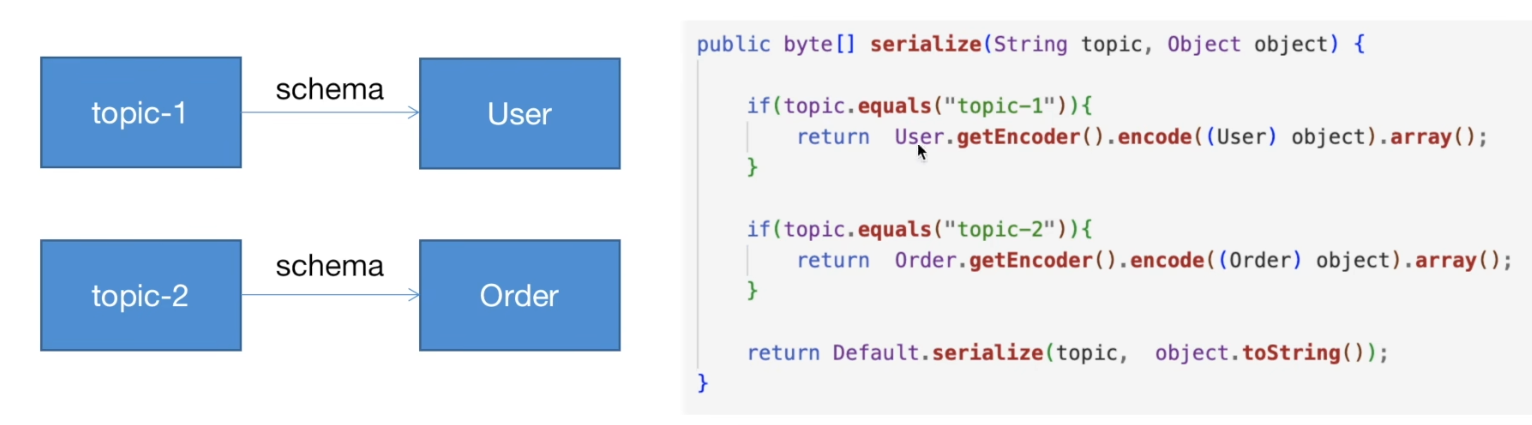 topic-1
schema
User
topic-2
schema
Order
public byte[] serialize(String topic, Object object) {
if(topic.equals("topic-1")){
return  User.getEncoder().encode((User) object).array();
}
if(topic.equals("topic-2")){
return  Order.getEncoder().encode((Order) object).array();
}
return Default.serialize(topic,  object.toString());
}